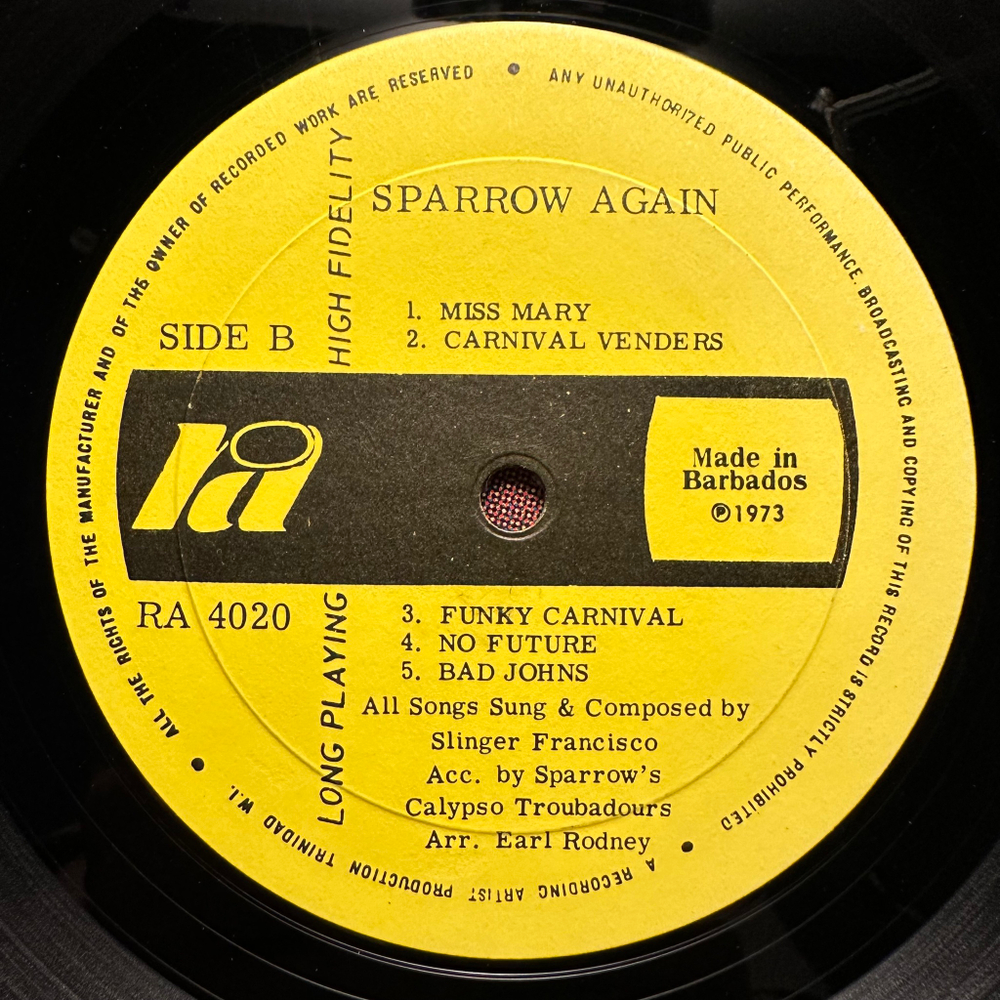 ALL THE RIGHTS OF THE MANUFACTURER AND OF THE OWNER OF RECORDED WORK ARE RESERVED • ANY UNAUTHORIZED PUBLIC PERFORMANCE. BROADCASTING AND COPYING OF THIS RECORD IS STRICTLY PROHIBITED •
A RECORDING ARTIST PRODUCTION TRINIDAD W.I. •
SPARROW AGAIN
HIGH FIDELITY
SIDE B
1. MISS MARY
2. CARNIVAL VENDERS
ra
Made in
Barbados
℗1973
RA 4020
LONG PLAYING
3. FUNKY CARNIVAL
4. NO FUTURE
5. BAD JOHNS
All Songs Sung & Composed by
Slinger Francisco
Acc. by Sparrow's
Calypso Troubadours
Arr. Earl Rodney